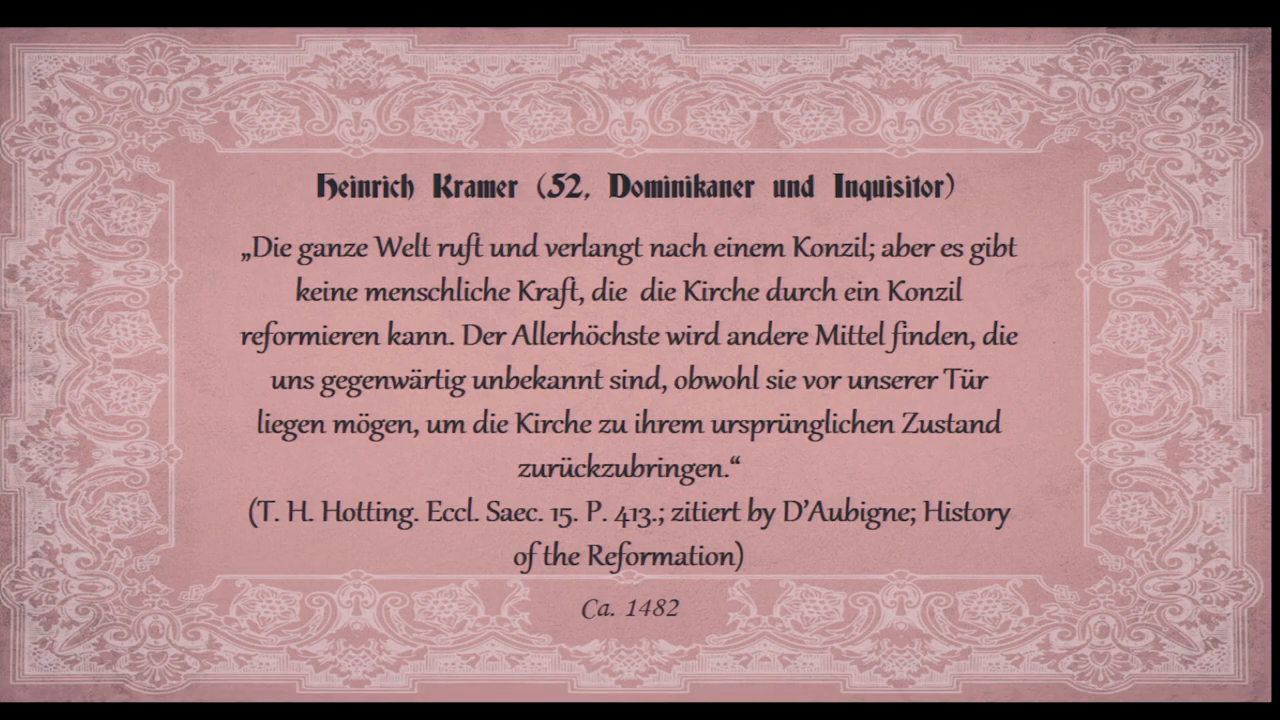 Heinrich Kramer (52, Dominikaner und Inquisitor)
„Die ganze Welt ruft und verlangt nach einem Konzil; aber es gibt
keine menschliche Kraft, die die Kirche durch ein Konzil
reformieren kann. Der Allerhöchste wird andere Mittel finden, die
uns gegenwärtig unbekannt sind, obwohl sie vor unserer Tür
liegen mögen, um die Kirche zu ihrem ursprünglichen Zustand
zurückzubringen.“
(T. H. Hotting. Eccl. Saec. 15. P. 413.; zitiert by D’Aubigne; History
of the Reformation)
Ca. 1482